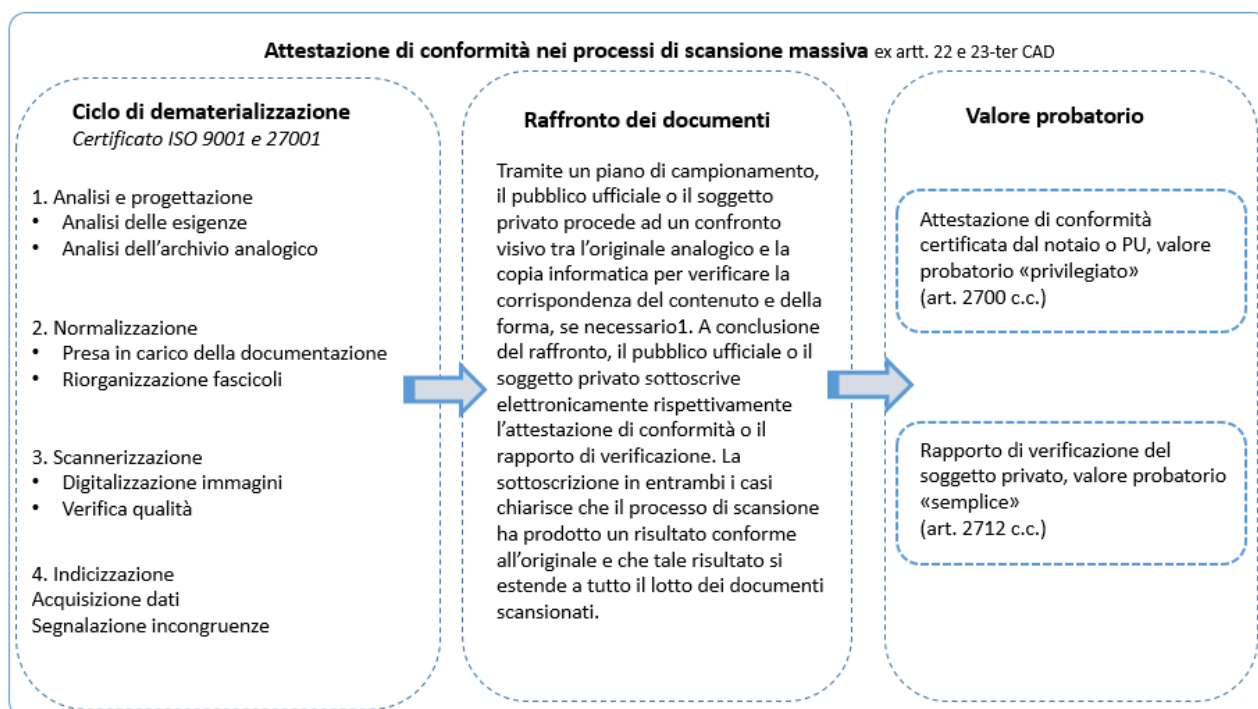 Attestazione di conformità nei processi di scansione massiva ex artt. 22 e 23-ter CAD
Ciclo di dematerializzazione
Certificato ISO 9001 e 27001
1. Analisi e progettazione
• Analisi delle esigenze
• Analisi dell’archivio analogico
2. Normalizzazione
• Presa in carico della documentazione
• Riorganizzazione fascicoli
3. Scannerizzazione
• Digitalizzazione immagini
• Verifica qualità
4. Indicizzazione
Acquisizione dati
Segnalazione incongruenze
Raffronto dei documenti
Tramite un piano di campionamento,
il pubblico ufficiale o il soggetto
privato procede ad un confronto
visivo tra l’originale analogico e la
copia informatica per verificare la
corrispondenza del contenuto e della
forma, se necessario1. A conclusione
del raffronto, il pubblico ufficiale o il
soggetto privato sottoscrive
elettronicamente rispettivamente
l’attestazione di conformità o il
rapporto di verificazione. La
sottoscrizione in entrambi i casi
chiarisce che il processo di scansione
ha prodotto un risultato conforme
all’originale e che tale risultato si
estende a tutto il lotto dei documenti
scansionati.
Valore probatorio
Attestazione di conformità
certificata dal notaio o PU, valore
probatorio «privilegiato»
(art. 2700 c.c.)
Rapporto di verificazione del
soggetto privato, valore probatorio
«semplice»
(art. 2712 c.c.)